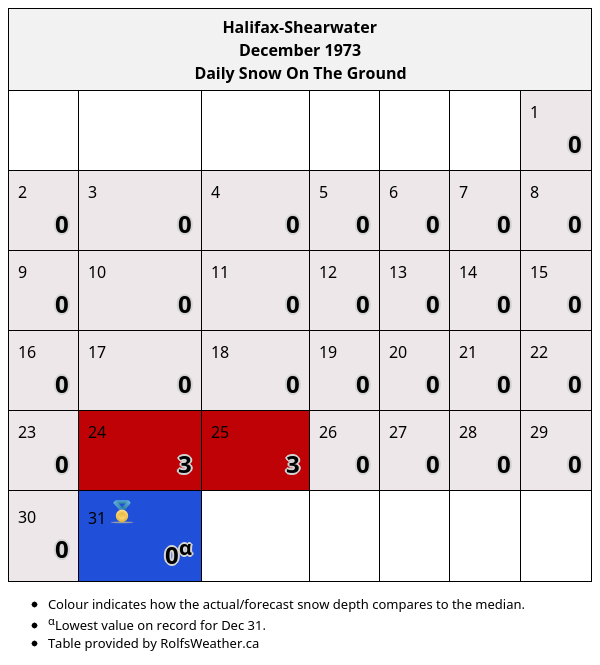 Halifax-Shearwater
December 1973
Daily Snow On The Ground
1
0
2 3 4 5 6 7 8
0 0 0 0 0 0 0
9 10 11 12 13 14 15
0 0 0 0 0 0 0
16 17 18 19 20 21 22
0 0 0 0 0 0 0
23 24 25 26 27 28 29
0 3 3 0 0 0 0
30 31
0 0α
Colour indicates how the actual/forecast snow depth compares to the median.
αLowest value on record for Dec 31.
Table provided by RolfsWeather.ca